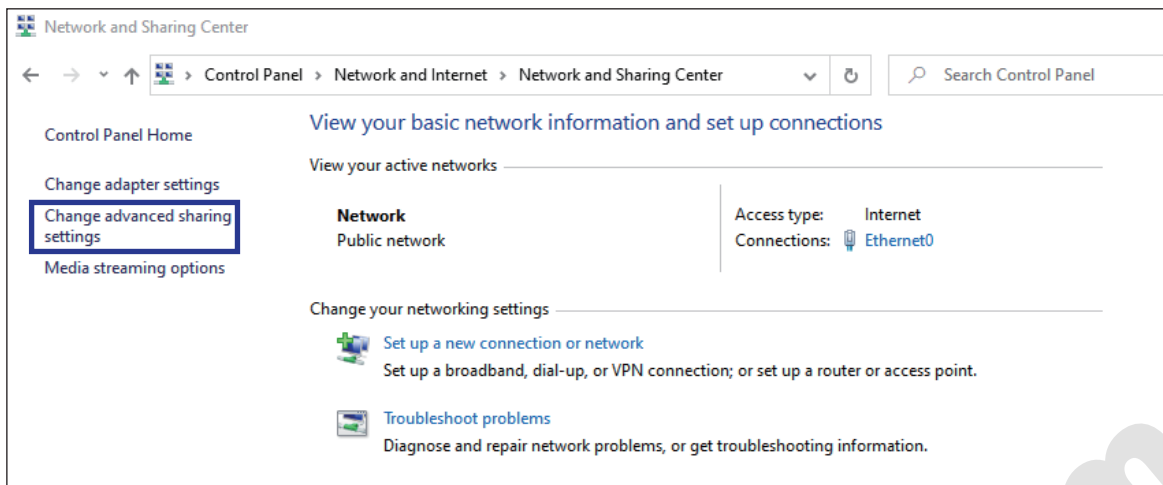 Network and Sharing Center
Control Panel > Network and Internet > Network and Sharing Center
Search Control Panel
Control Panel Home
Change adapter settings
Change advanced sharing
settings
Media streaming options
View your basic network information and set up connections
View your active networks
Network
Public network
Access type: Internet
Connections: Ethernet0
Change your networking settings
Set up a new connection or network
Set up a broadband, dial-up, or VPN connection; or set up a router or access point.
Troubleshoot problems
Diagnose and repair network problems, or get troubleshooting information.